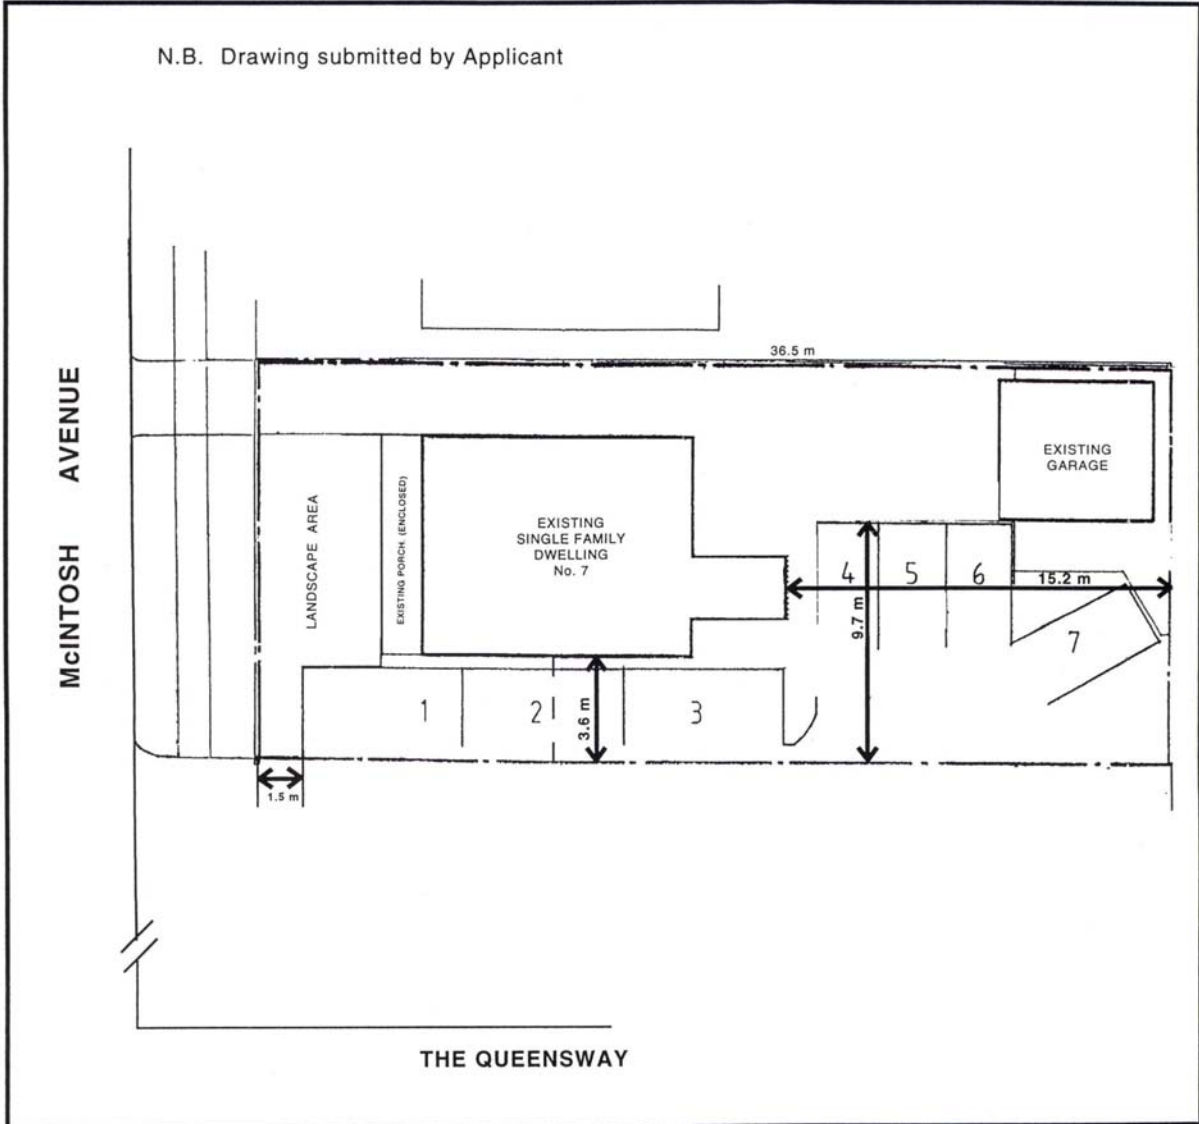 N.B. Drawing submitted by Applicant
36.5 m
McINTOSH AVENUE
LANDSCAPE AREA
EXISTING PORCH (ENCLOSED)
EXISTING
SINGLE FAMILY
DWELLING
No. 7
EXISTING
GARAGE
4
5
6
15.2 m
9.7 m
7
1
2
3.6 m
3
1.5 m
THE QUEENSWAY